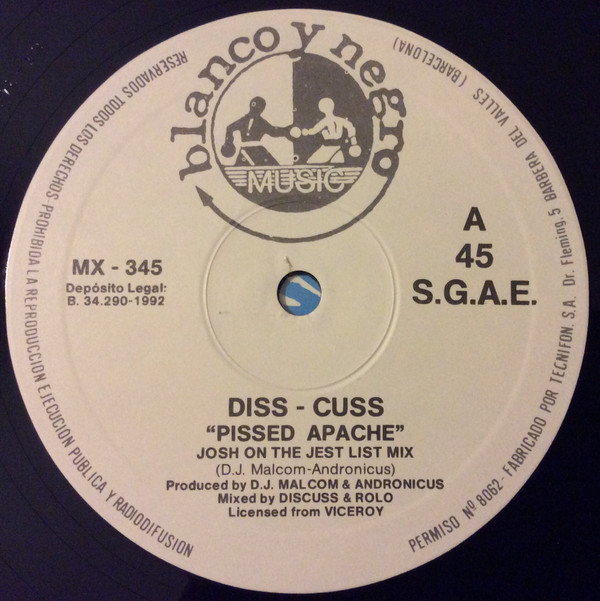 blanco y negro
MUSIC
MX - 345
Depósito Legal:
B. 34.290-1992
A
45
S.G.A.E.
DISS - CUSS
“PISSED APACHE”
JOSH ON THE JEST LIST MIX
(D.J. Malcom-Andronicus)
Produced by D.J. MALCOM & ANDRONICUS
Mixed by DISCUSS & ROLO
Licensed from VICEROY
RESERVADOS TODOS LOS DERECHOS-PROHIBIDA LA REPRODUCCION EJECUCION PUBLICA Y RADIODIFUSION
PERMISO Nº 8062-FABRICADO POR TECNIFON, S.A. Dr. Fleming, 5 BARBERA DEL VALLES (BARCELONA)